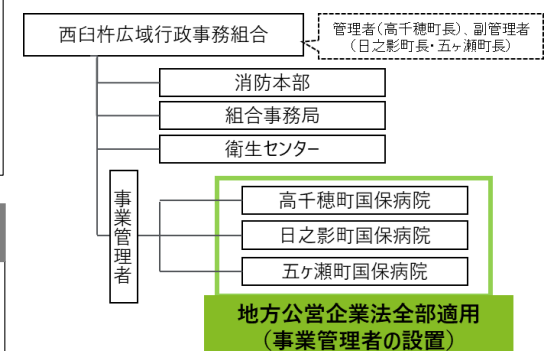 西臼杵広域行政事務組合
管理者(高千穂町長)、副管理者
(日之影町長・五ヶ瀬町長)
消防本部
組合事務局
衛生センター
事業管理者
高千穂町国保病院
日之影町国保病院
五ヶ瀬町国保病院
地方公営企業法全部適用
(事業管理者の設置)